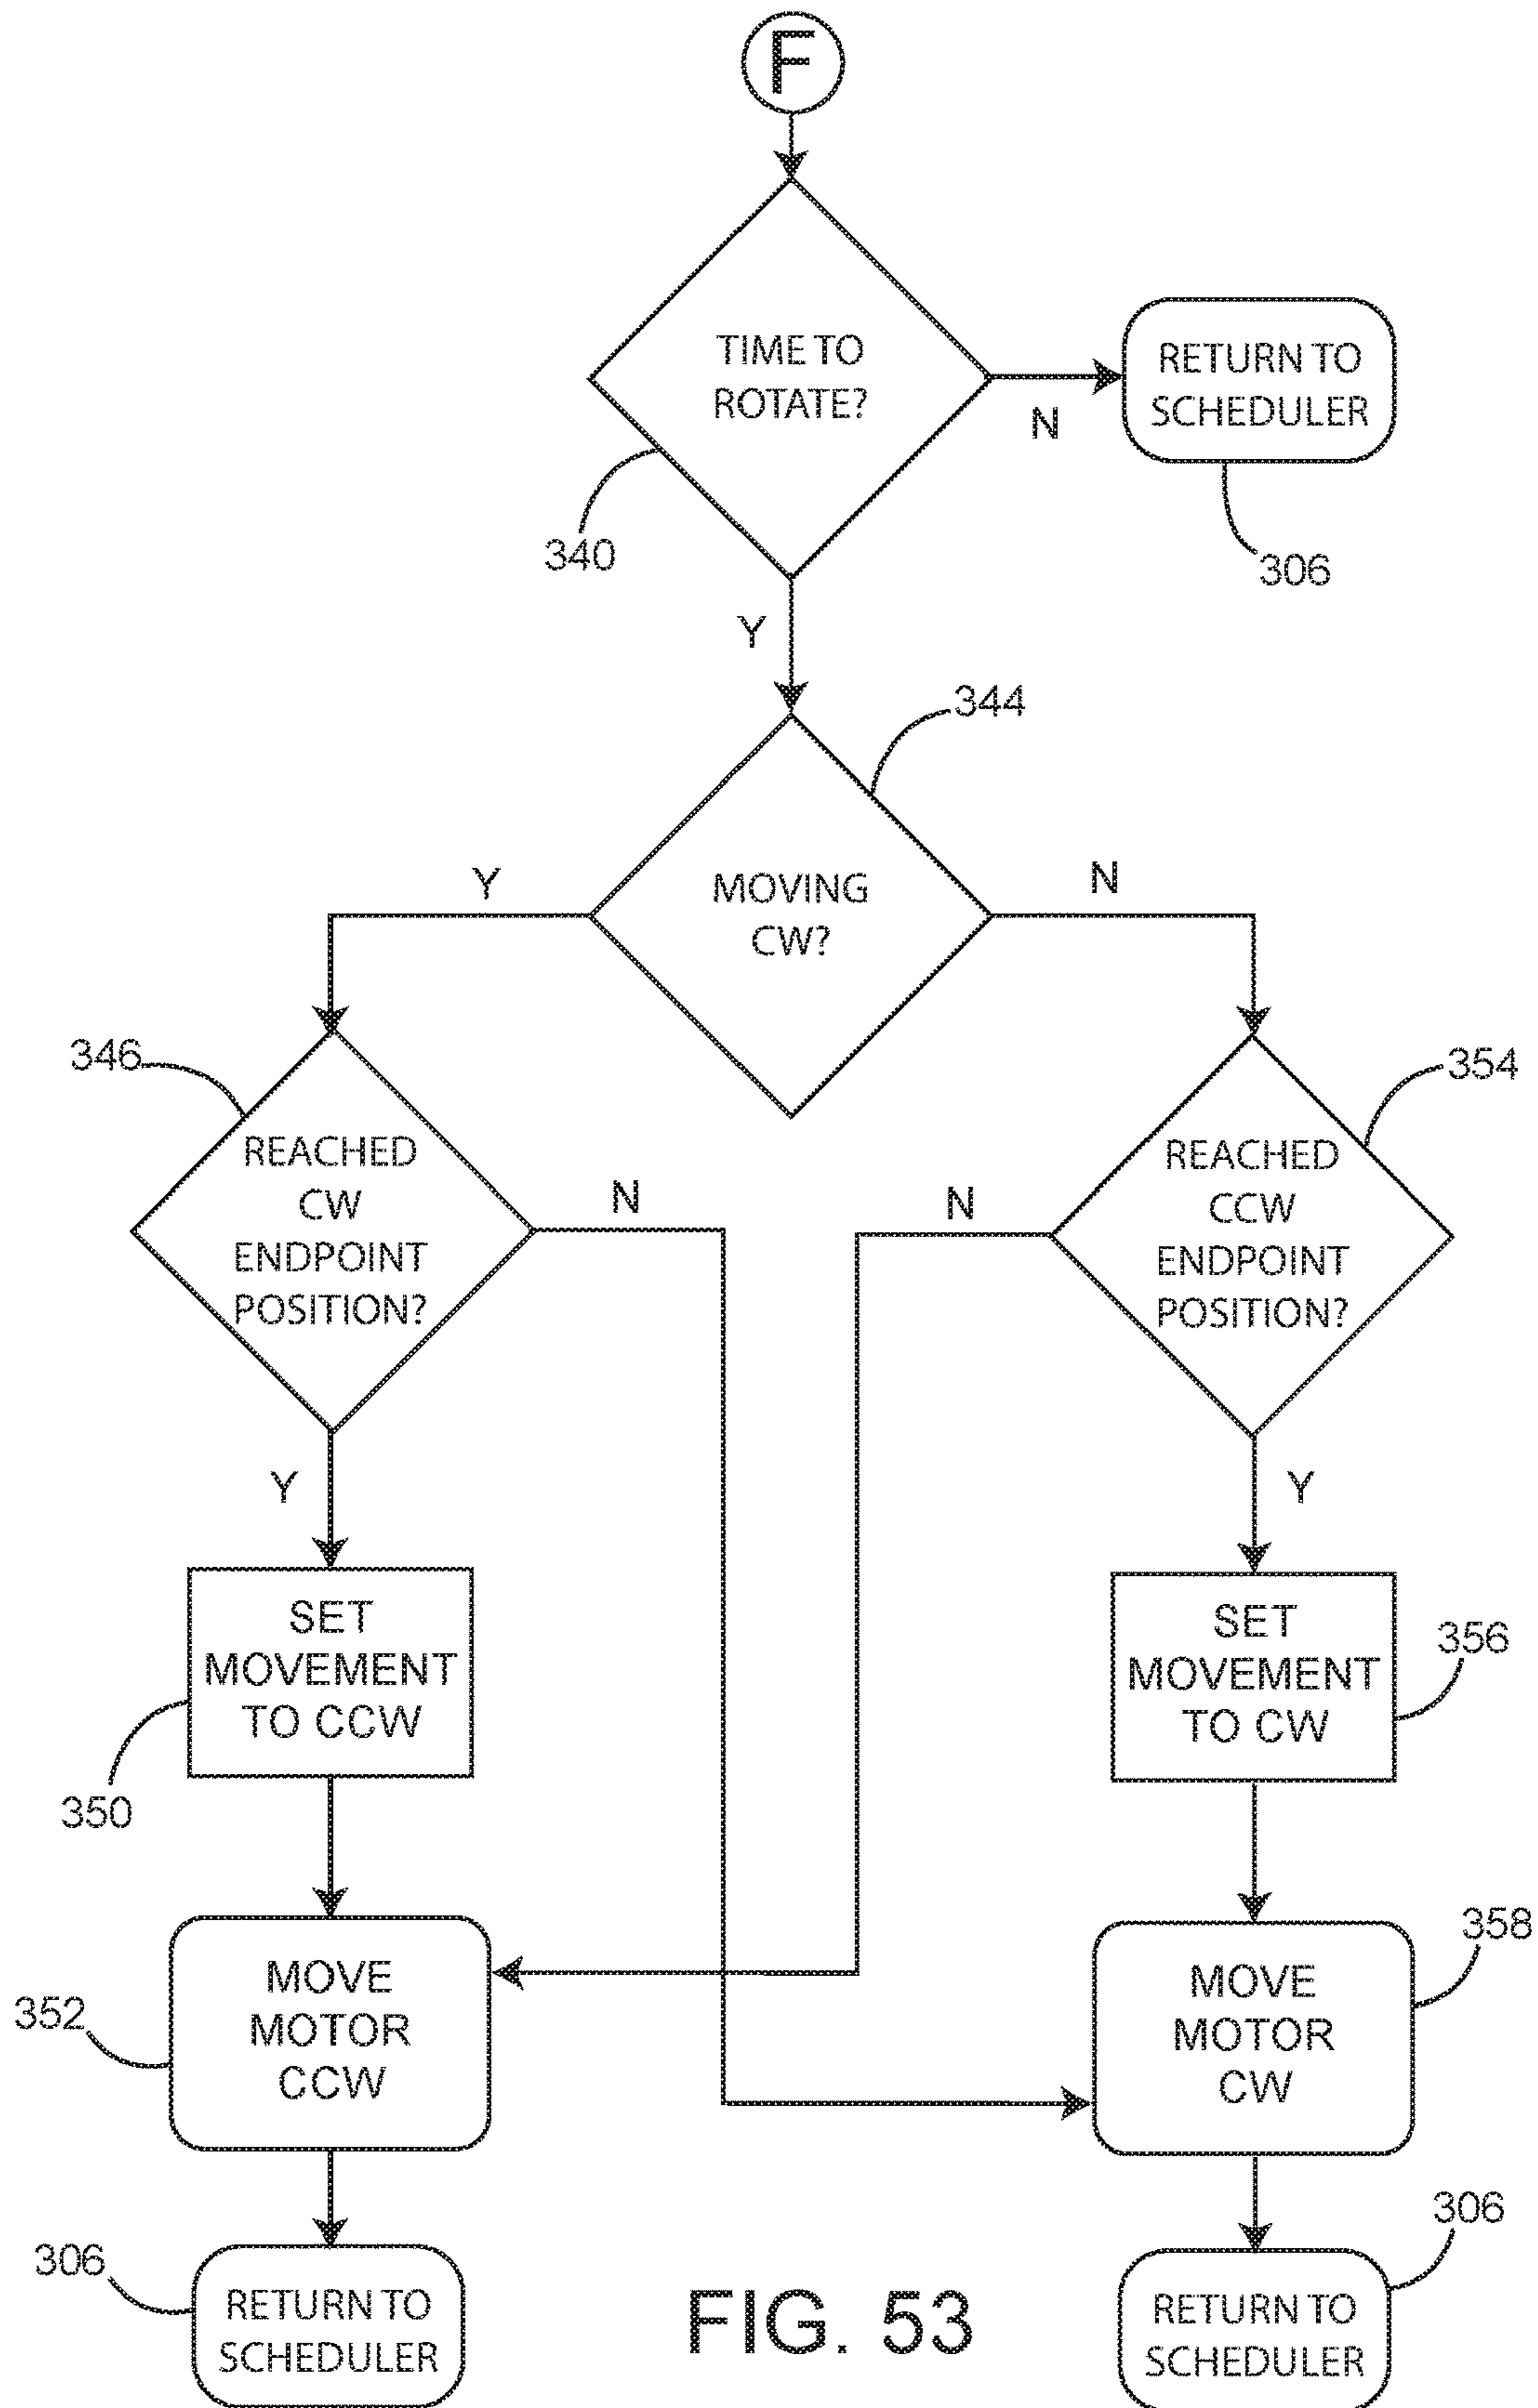 F
TIME TO
ROTATE?
N
RETURN TO
SCHEDULER
340
306
Y
344
MOVING
CW?
Y
N
346
354
REACHED
CW
ENDPOINT
POSITION?
N
N
REACHED
CCW
ENDPOINT
POSITION?
Y
Y
SET
MOVEMENT
TO CCW
350
SET
MOVEMENT
TO CW
356
MOVE
MOTOR
CCW
352
MOVE
MOTOR
CW
358
306
RETURN TO
SCHEDULER
306
RETURN TO
SCHEDULER
FIG. 53